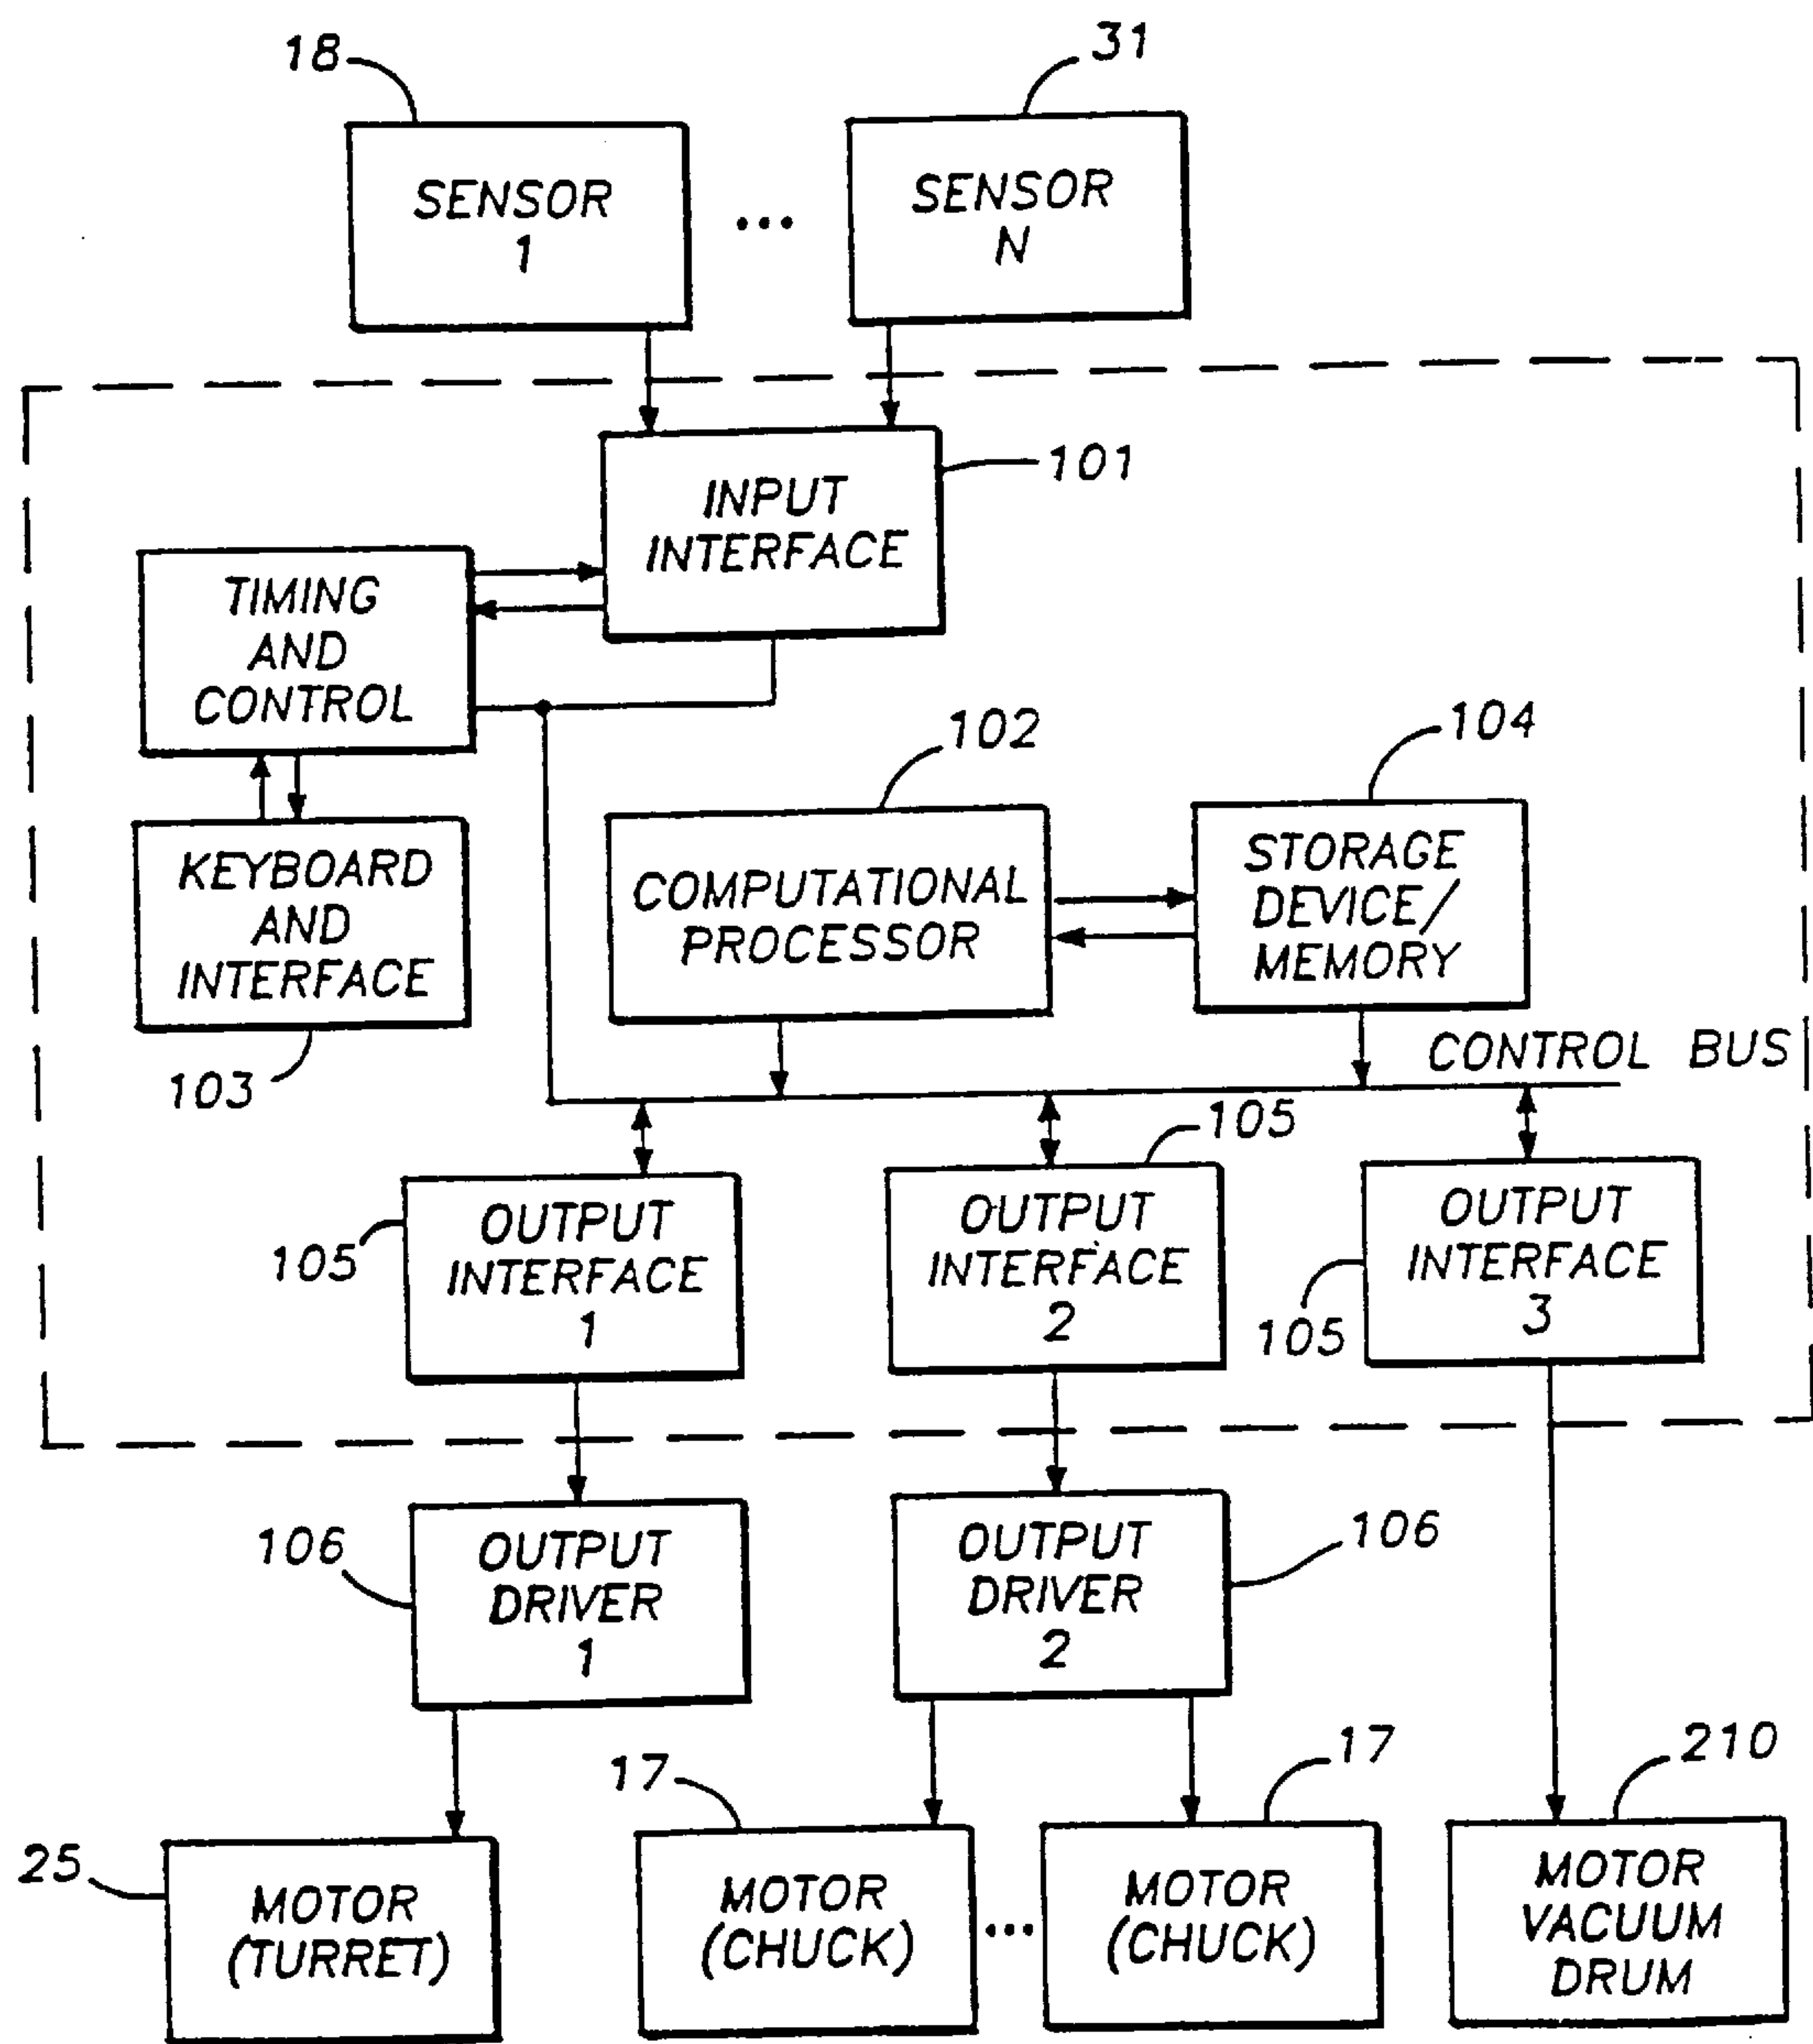 18
31
SENSOR
1
...
SENSOR
N
INPUT
INTERFACE
101
TIMING
AND
CONTROL
102
104
KEYBOARD
AND
INTERFACE
COMPUTATIONAL
PROCESSOR
STORAGE
DEVICE/
MEMORY
103
CONTROL BUS
105
105
OUTPUT
INTERFACE
1
OUTPUT
INTERFACE
2
105
OUTPUT
INTERFACE
3
106
OUTPUT
DRIVER
1
OUTPUT
DRIVER
2
106
17
17
210
25
MOTOR
(TURRET)
MOTOR
(CHUCK)
...
MOTOR
(CHUCK)
MOTOR
VACUUM
DRUM